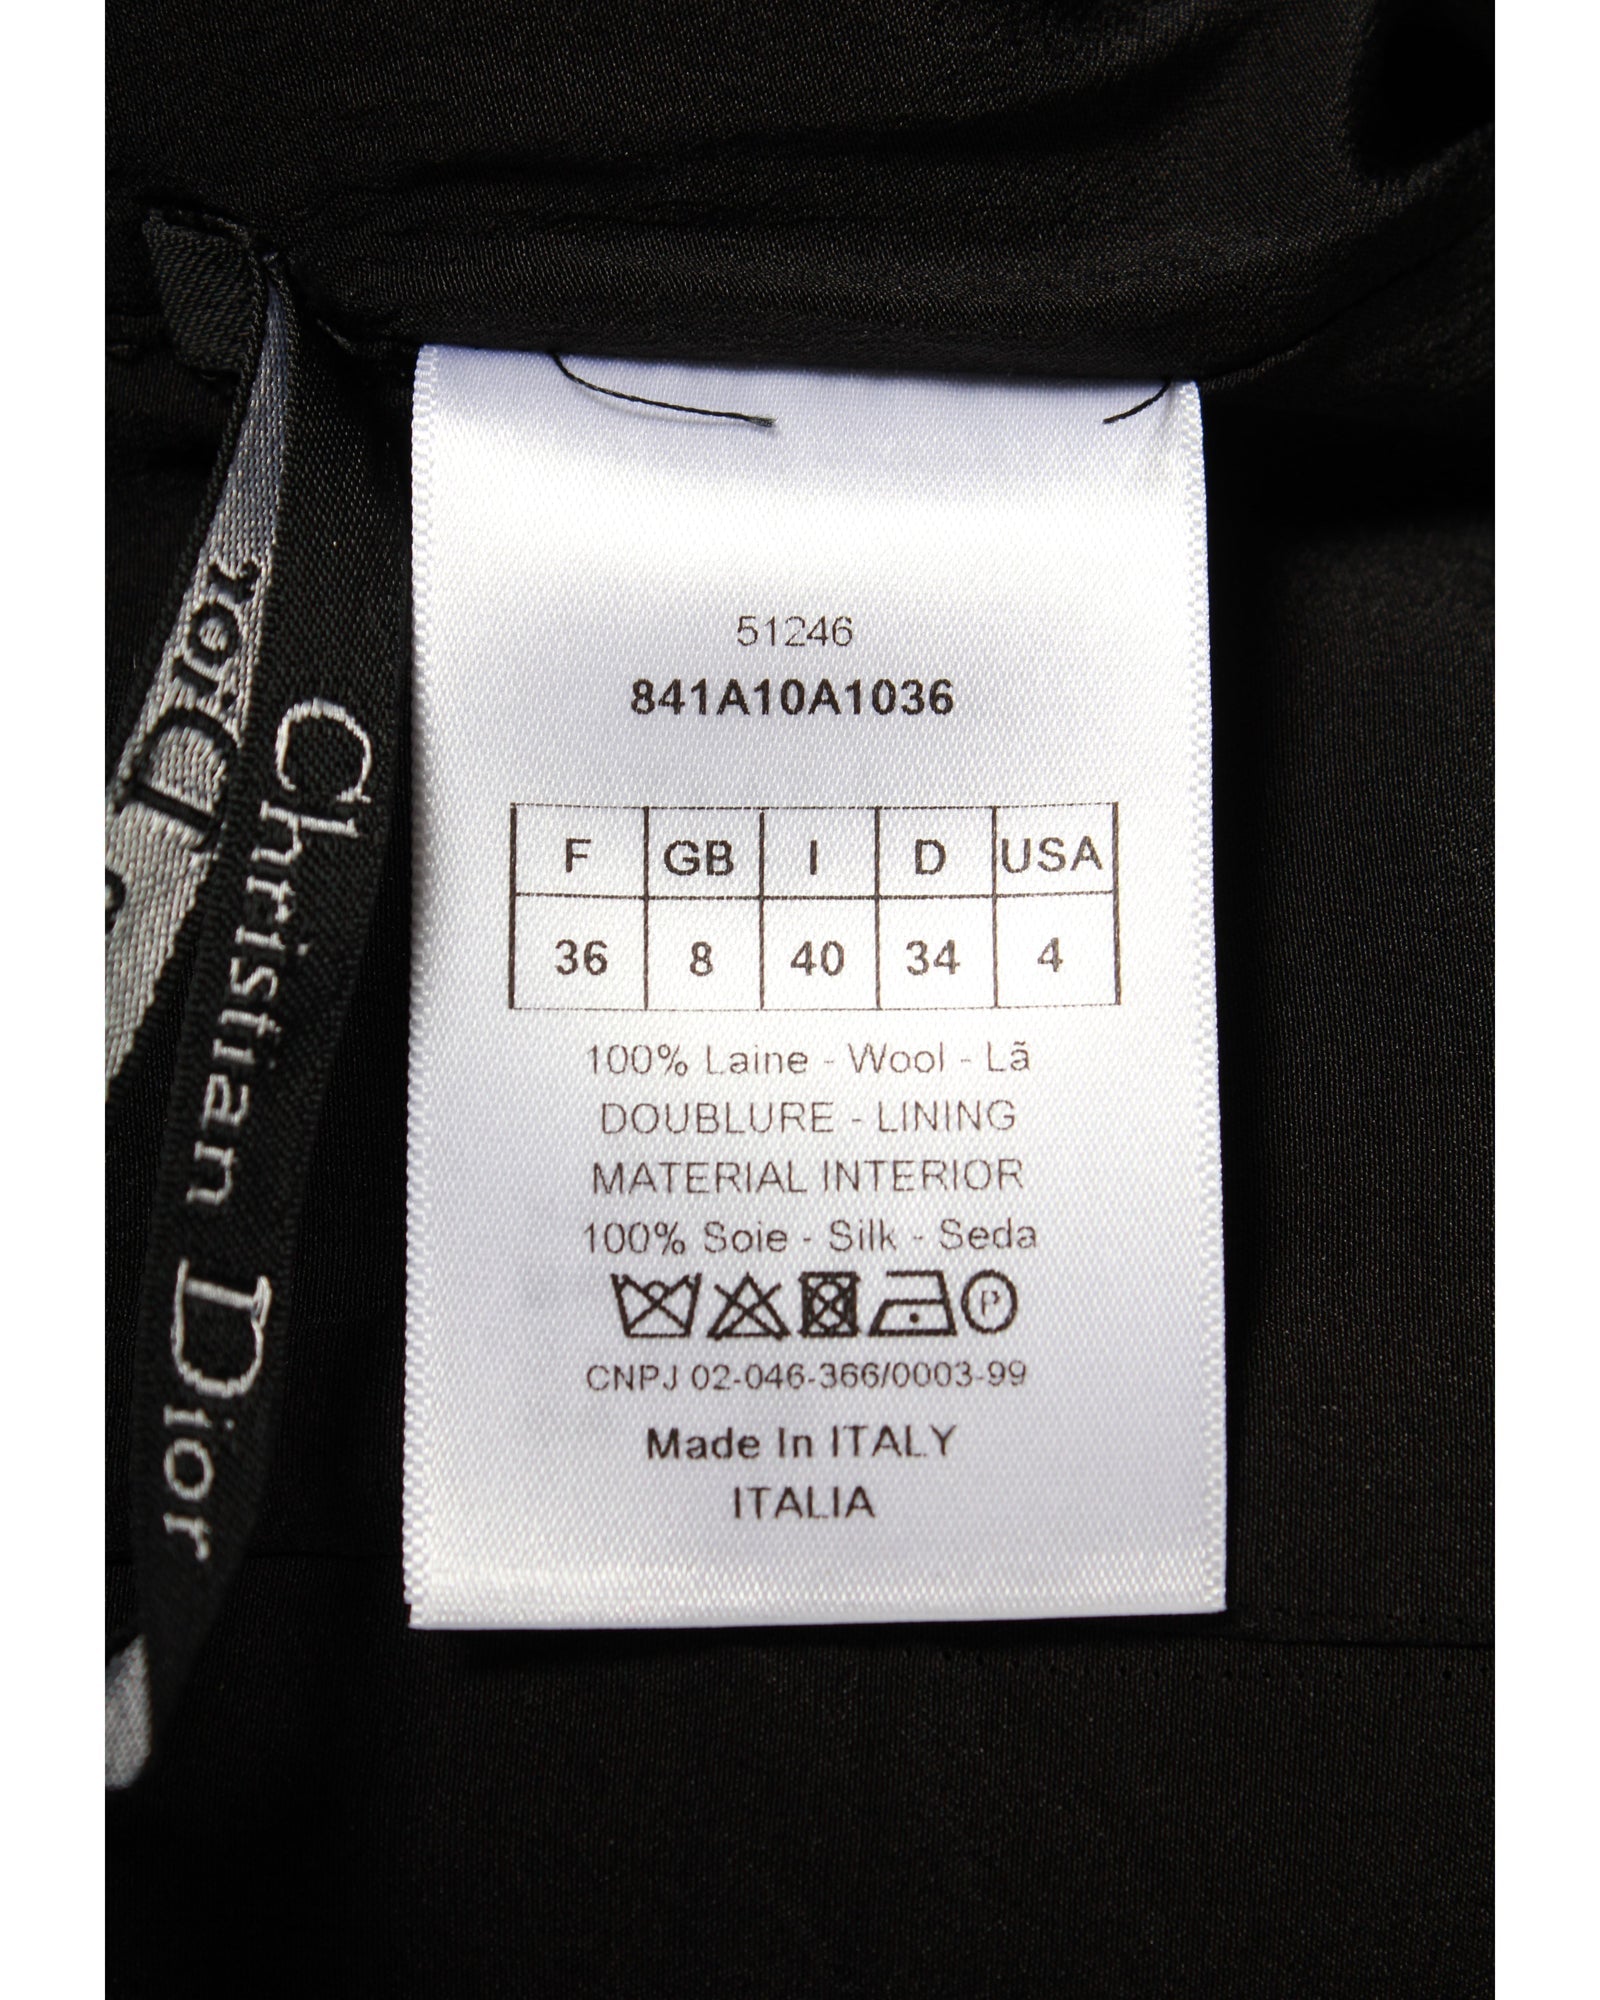 51246
841A10A1036
F GB I D USA
36 8 40 34 4
100% Laine - Wool - Lã
DOUBLURE - LINING
MATERIAL INTERIOR
100% Soie - Silk - Seda
P
CNPJ 02-046-366/0003-99
Made In ITALY
ITALIA
Christian Dior
Dior